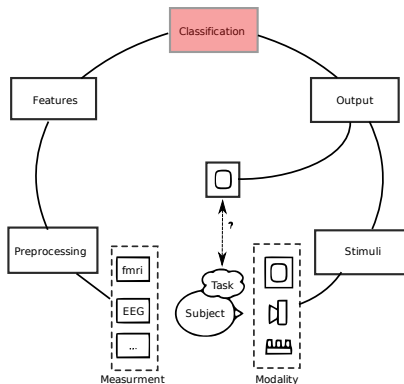 Classification
Features
Output
?
Preprocessing
Stimuli
fmri
Task
EEG
Subject
...
Measurment
Modality